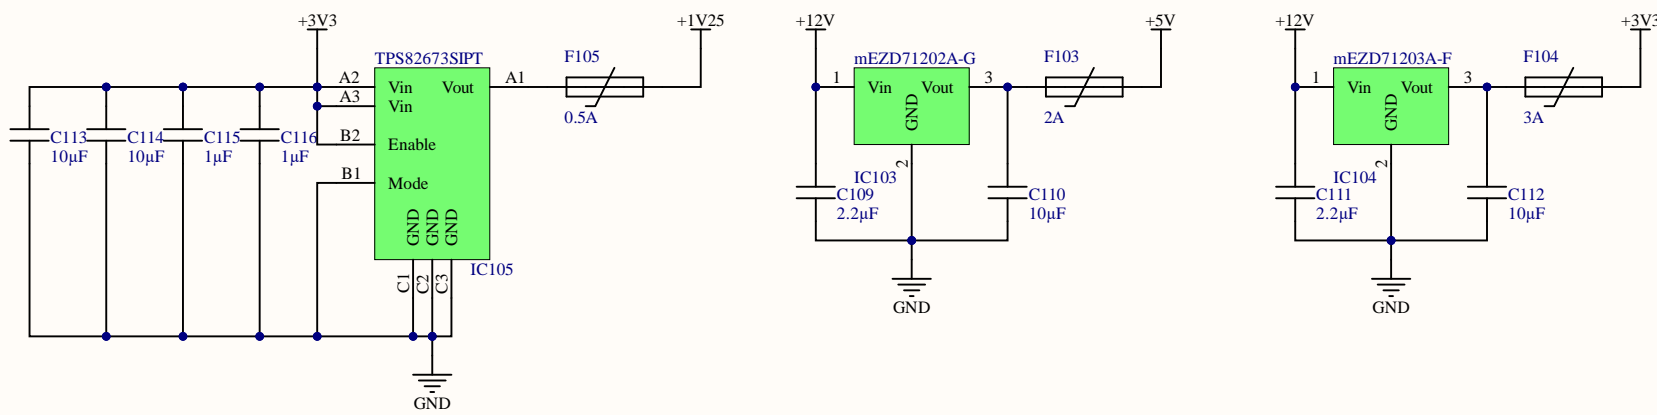 +3V3
+1V25
TPS82673SIPT
A2
A3
B2
B1
Vin
Vin
Enable
Mode
Vout
A1
GND
GND
GND
C1
C2
C3
IC105
F105
0.5A
C113
10µF
C114
10µF
C115
1µF
C116
1µF
GND
+12V
+5V
mEZD71202A-G
1
Vin
Vout
3
GND
2
IC103
F103
2A
C109
2.2µF
C110
10µF
GND
+12V
+3V3
mEZD71203A-F
1
Vin
Vout
3
GND
2
IC104
F104
3A
C111
2.2µF
C112
10µF
GND